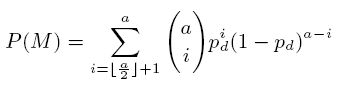 $$P(M) = \sum_{i=\lfloor \frac{a}{2} \rfloor + 1}^{a} \binom{a}{i} p_d^i (1 - p_d)^{a-i}$$